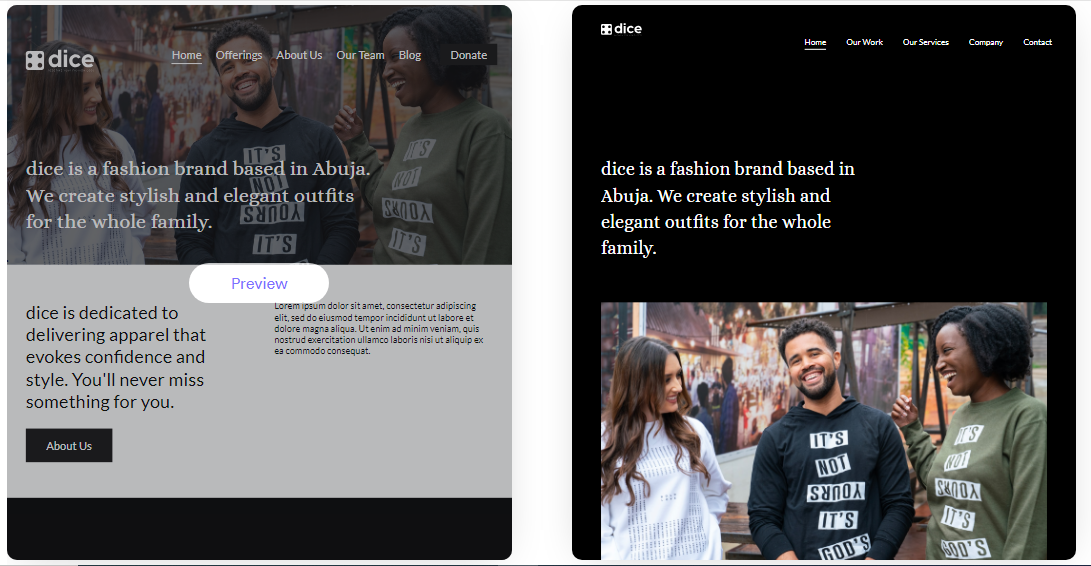 dice
Home Offerings About Us Our Team Blog Donate
dice is a fashion brand based in Abuja.
We create stylish and elegant outfits
for the whole family.
IT'S
NOT
YOURS
IT'S
IT'S
NOT
YOURS
IT'S
Preview
dice is dedicated to
delivering apparel that
evokes confidence and
style. You'll never miss
something for you.
About Us
Lorem ipsum dolor sit amet, consectetur adipiscing
elit, sed do eiusmod tempor incididunt ut labore et
dolore magna aliqua. Ut enim ad minim veniam, quis
nostrud exercitation ullamco laboris nisi ut aliquip ex
ea commodo consequat.
dice
Home Our Work Our Services Company Contact
dice is a fashion brand based in
Abuja. We create stylish and
elegant outfits for the whole
family.
IT'S
NOT
YOURS
IT'S
GOD'S
IT'S
NOT
YOURS
IT'S
GOD'S